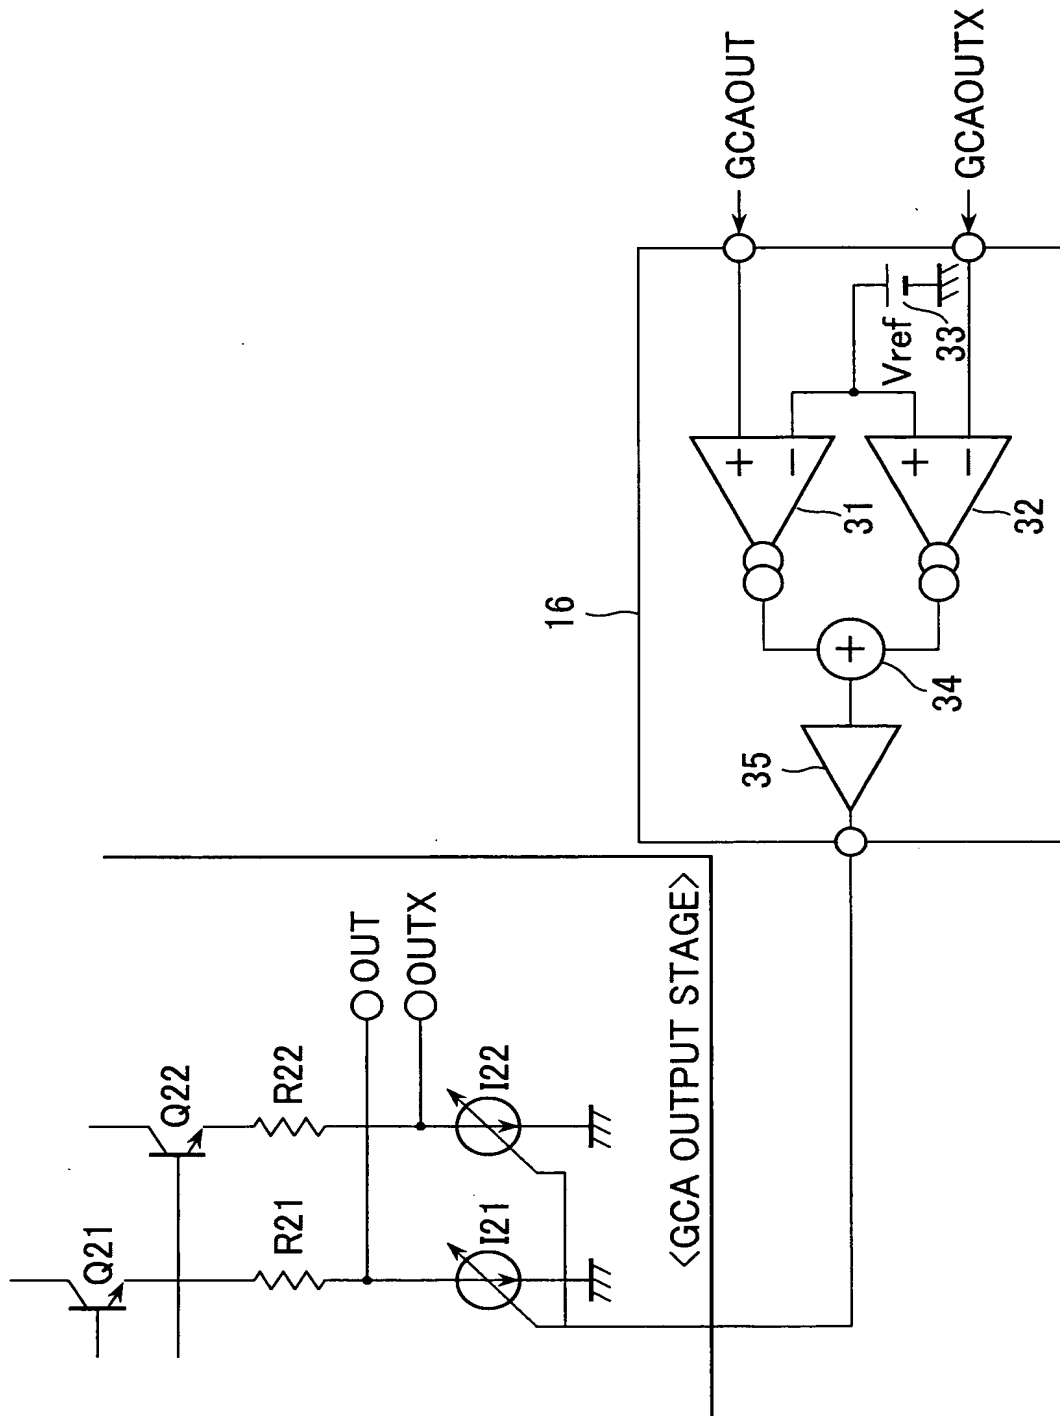 Q21
Q22
R21
R22
OUT
OUTX
I21
I22
<GCA OUTPUT STAGE>
16
35
34
+
31
+
−
32
+
−
Vref
33
GCAOUT
GCAOUTX